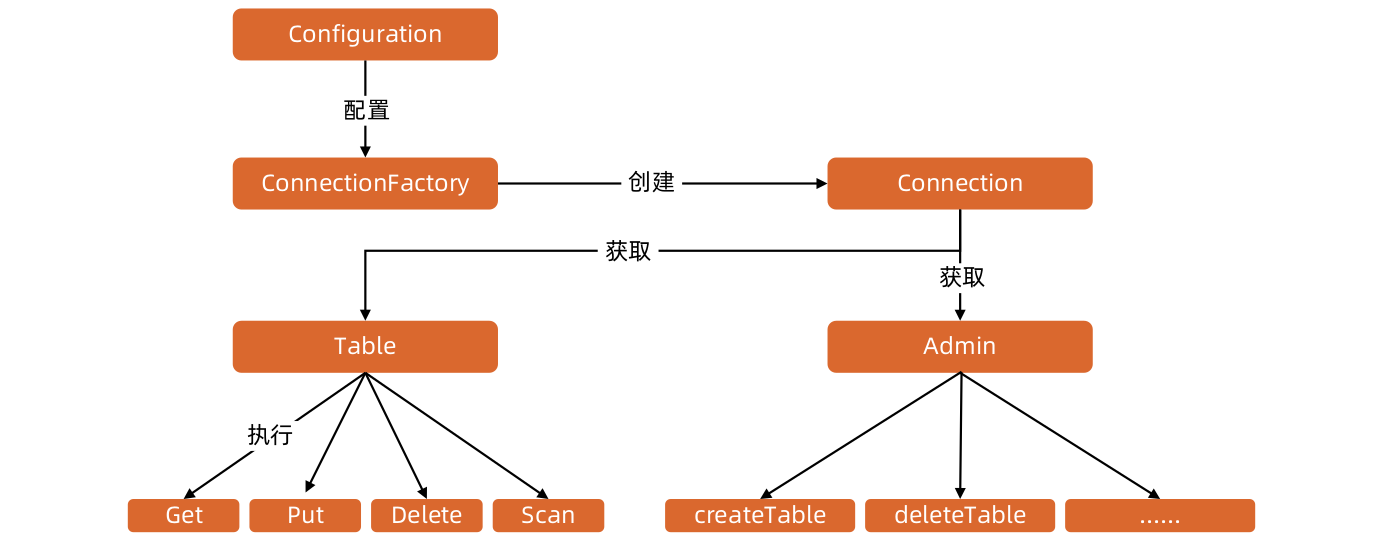 Configuration
配置
ConnectionFactory
创建
Connection
获取
获取
Table
Admin
执行
Get
Put
Delete
Scan
createTable
deleteTable
......